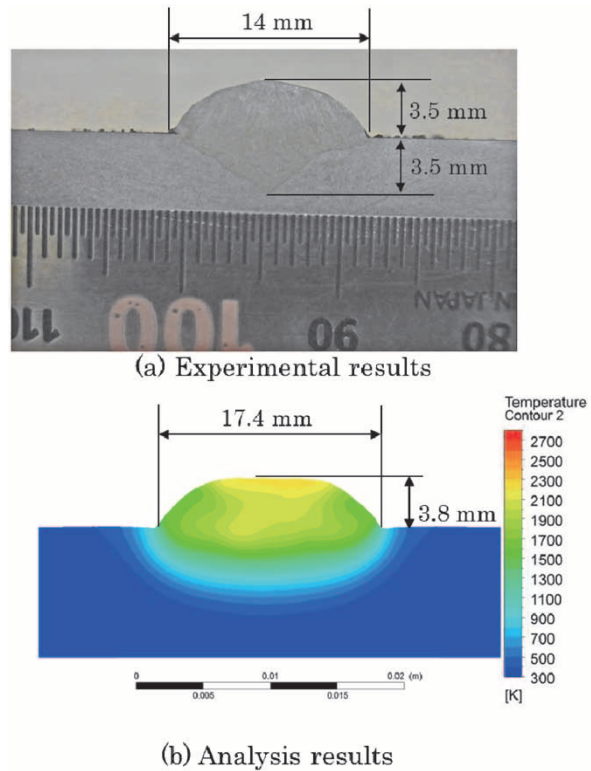 14 mm
3.5 mm
3.5 mm
N JAPAN
110 100 90 80
(a) Experimental results
Temperature
Contour 2
17.4 mm
3.8 mm
2700
2500
2300
2100
1900
1700
1500
1300
1100
900
700
500
300
[K]
0 0.01 0.02 (m)
0.005 0.015
(b) Analysis results